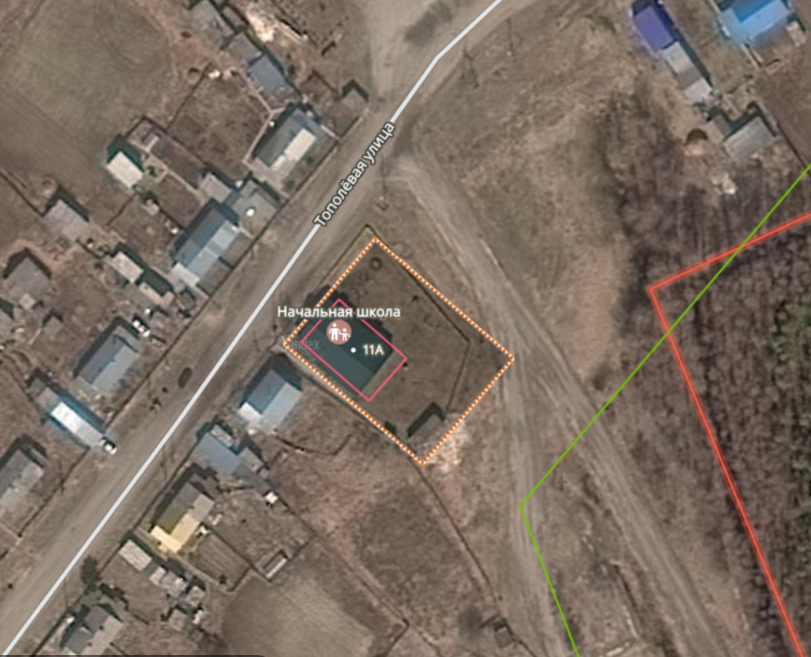 Тополёвая улица
Начальная школа
11А